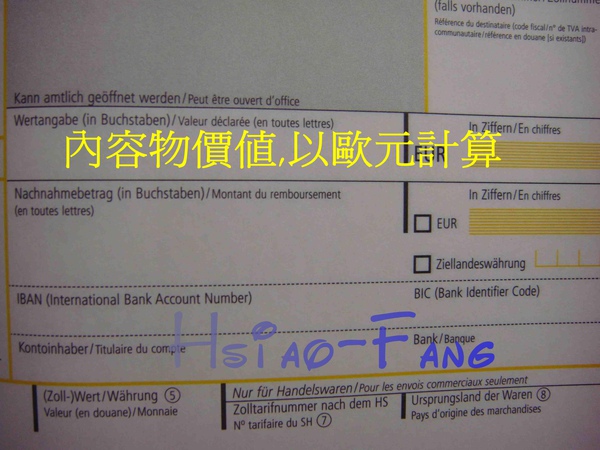 (falls vorhanden)
Référence du destinataire (code fiscal/n° de TVA intra-
communautaire/référence en douane [si existants])
Kann amtlich geöffnet werden/Peut être ouvert d'office
Wertangabe (in Buchstaben)/Valeur déclarée (en toutes lettres)
In Ziffern/En chiffres
EUR
內容物價值,以歐元計算
Nachnahmebetrag (in Buchstaben)/Montant du remboursement
(en toutes lettres)
In Ziffern/En chiffres
EUR
Ziellandeswährung
IBAN (International Bank Account Number)
BIC (Bank Identifier Code)
Kontoinhaber/Titulaire du compte
Bank/Banque
Hsiao-Fang
(Zoll-)Wert/Währung ⑤
Valeur (en douane)/Monnaie
Nur für Handelswaren/Pour les envois commerciaux seulement
Zolltarifnummer nach dem HS
N° tarifaire du SH ⑦
Ursprungsland der Waren ⑧
Pays d'origine des marchandises